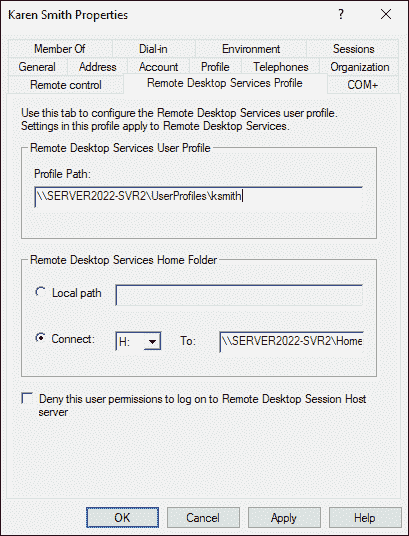 Karen Smith Properties
? ×
Member Of Dial-in Environment Sessions
General Address Account Profile Telephones Organization
Remote control Remote Desktop Services Profile COM+
Use this tab to configure the Remote Desktop Services user profile.
Settings in this profile apply to Remote Desktop Services.
Remote Desktop Services User Profile
Profile Path:
\\SERVER2022-SVR2\UserProfiles\ksmith
Remote Desktop Services Home Folder
Local path
Connect: H: To: \\SERVER2022-SVR2\Home
Deny this user permissions to log on to Remote Desktop Session Host
server
OK Cancel Apply Help